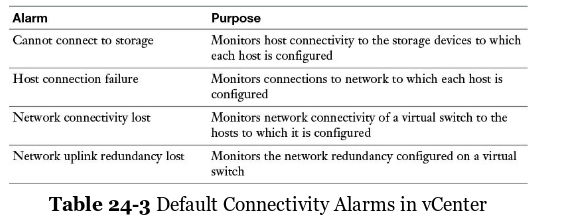 Alarm Purpose
Cannot connect to storage Monitors host connectivity to the storage devices to which
each host is configured
Host connection failure Monitors connections to network to which each host is
configured
Network connectivity lost Monitors network connectivity of a virtual switch to the
hosts to which it is configured
Network uplink redundancy lost Monitors the network redundancy configured on a virtual
switch
Table 24-3 Default Connectivity Alarms in vCenter